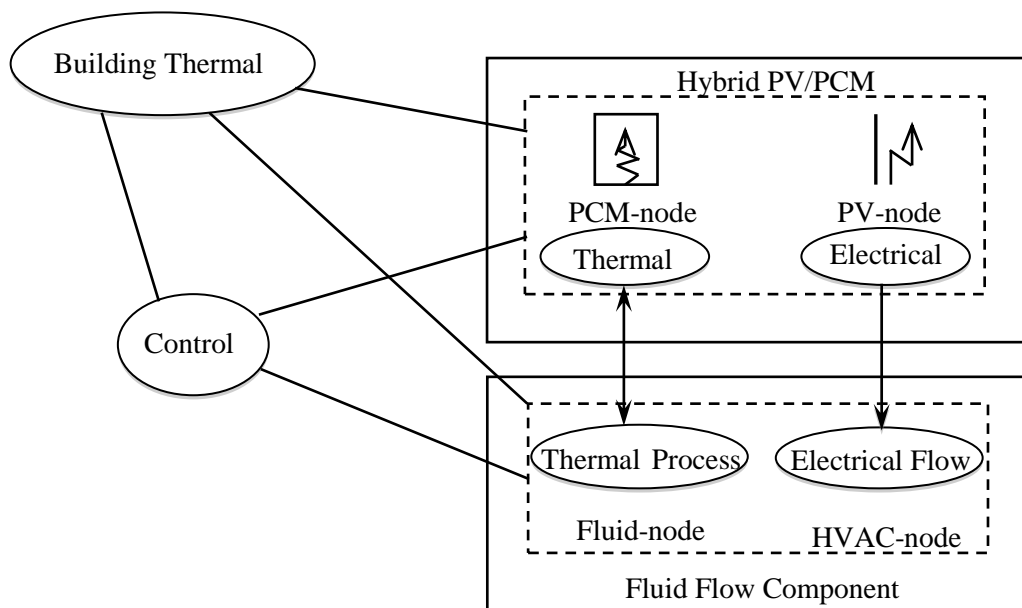 Building Thermal
Hybrid PV/PCM
PCM-node
PV-node
Thermal
Electrical
Control
Thermal Process
Electrical Flow
Fluid-node
HVAC-node
Fluid Flow Component